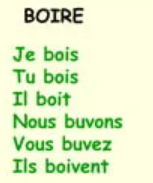 BOIRE
Je bois
Tu bois
Il boit
Nous buvons
Vous buvez
Ils boivent